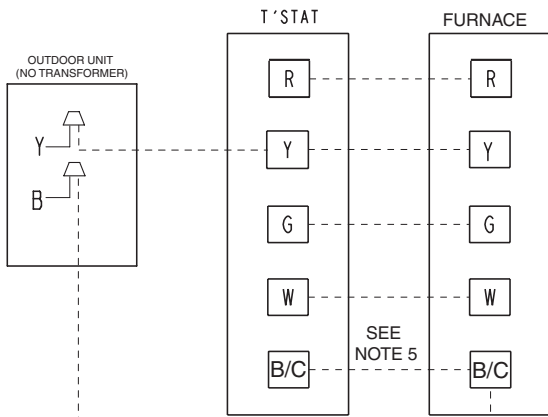 T'STAT
FURNACE
OUTDOOR UNIT
(NO TRANSFORMER)
Y
B
R
R
Y
Y
G
G
W
W
SEE
NOTE 5
B/C
B/C